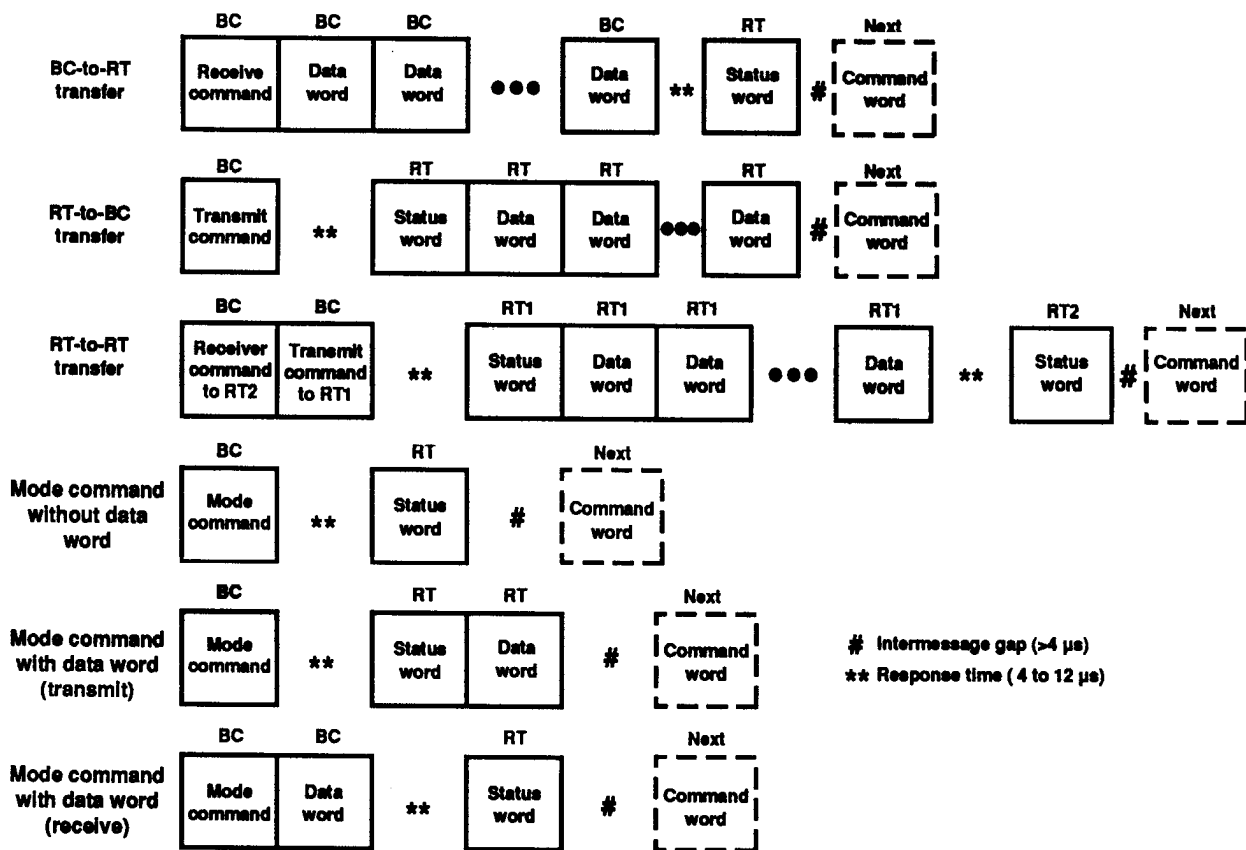 BC BC BC BC RT Next
BC-to-RT
transfer
Receive
command
Data
word
Data
word
●●●
Data
word
**
Status
word
#
Command
word
BC RT RT RT RT Next
RT-to-BC
transfer
Transmit
command
**
Status
word
Data
word
Data
word
●●●
Data
word
#
Command
word
BC BC RT1 RT1 RT1 RT1 RT2 Next
RT-to-RT
transfer
Receiver
command
to RT2
Transmit
command
to RT1
**
Status
word
Data
word
Data
word
●●●
Data
word
**
Status
word
#
Command
word
BC RT Next
Mode command
without data
word
Mode
command
**
Status
word
#
Command
word
BC RT RT Next
Mode command
with data word
(transmit)
Mode
command
**
Status
word
Data
word
#
Command
word
# Intermessage gap (>4 µs)
** Response time ( 4 to 12 µs)
BC BC RT Next
Mode command
with data word
(receive)
Mode
command
Data
word
**
Status
word
#
Command
word